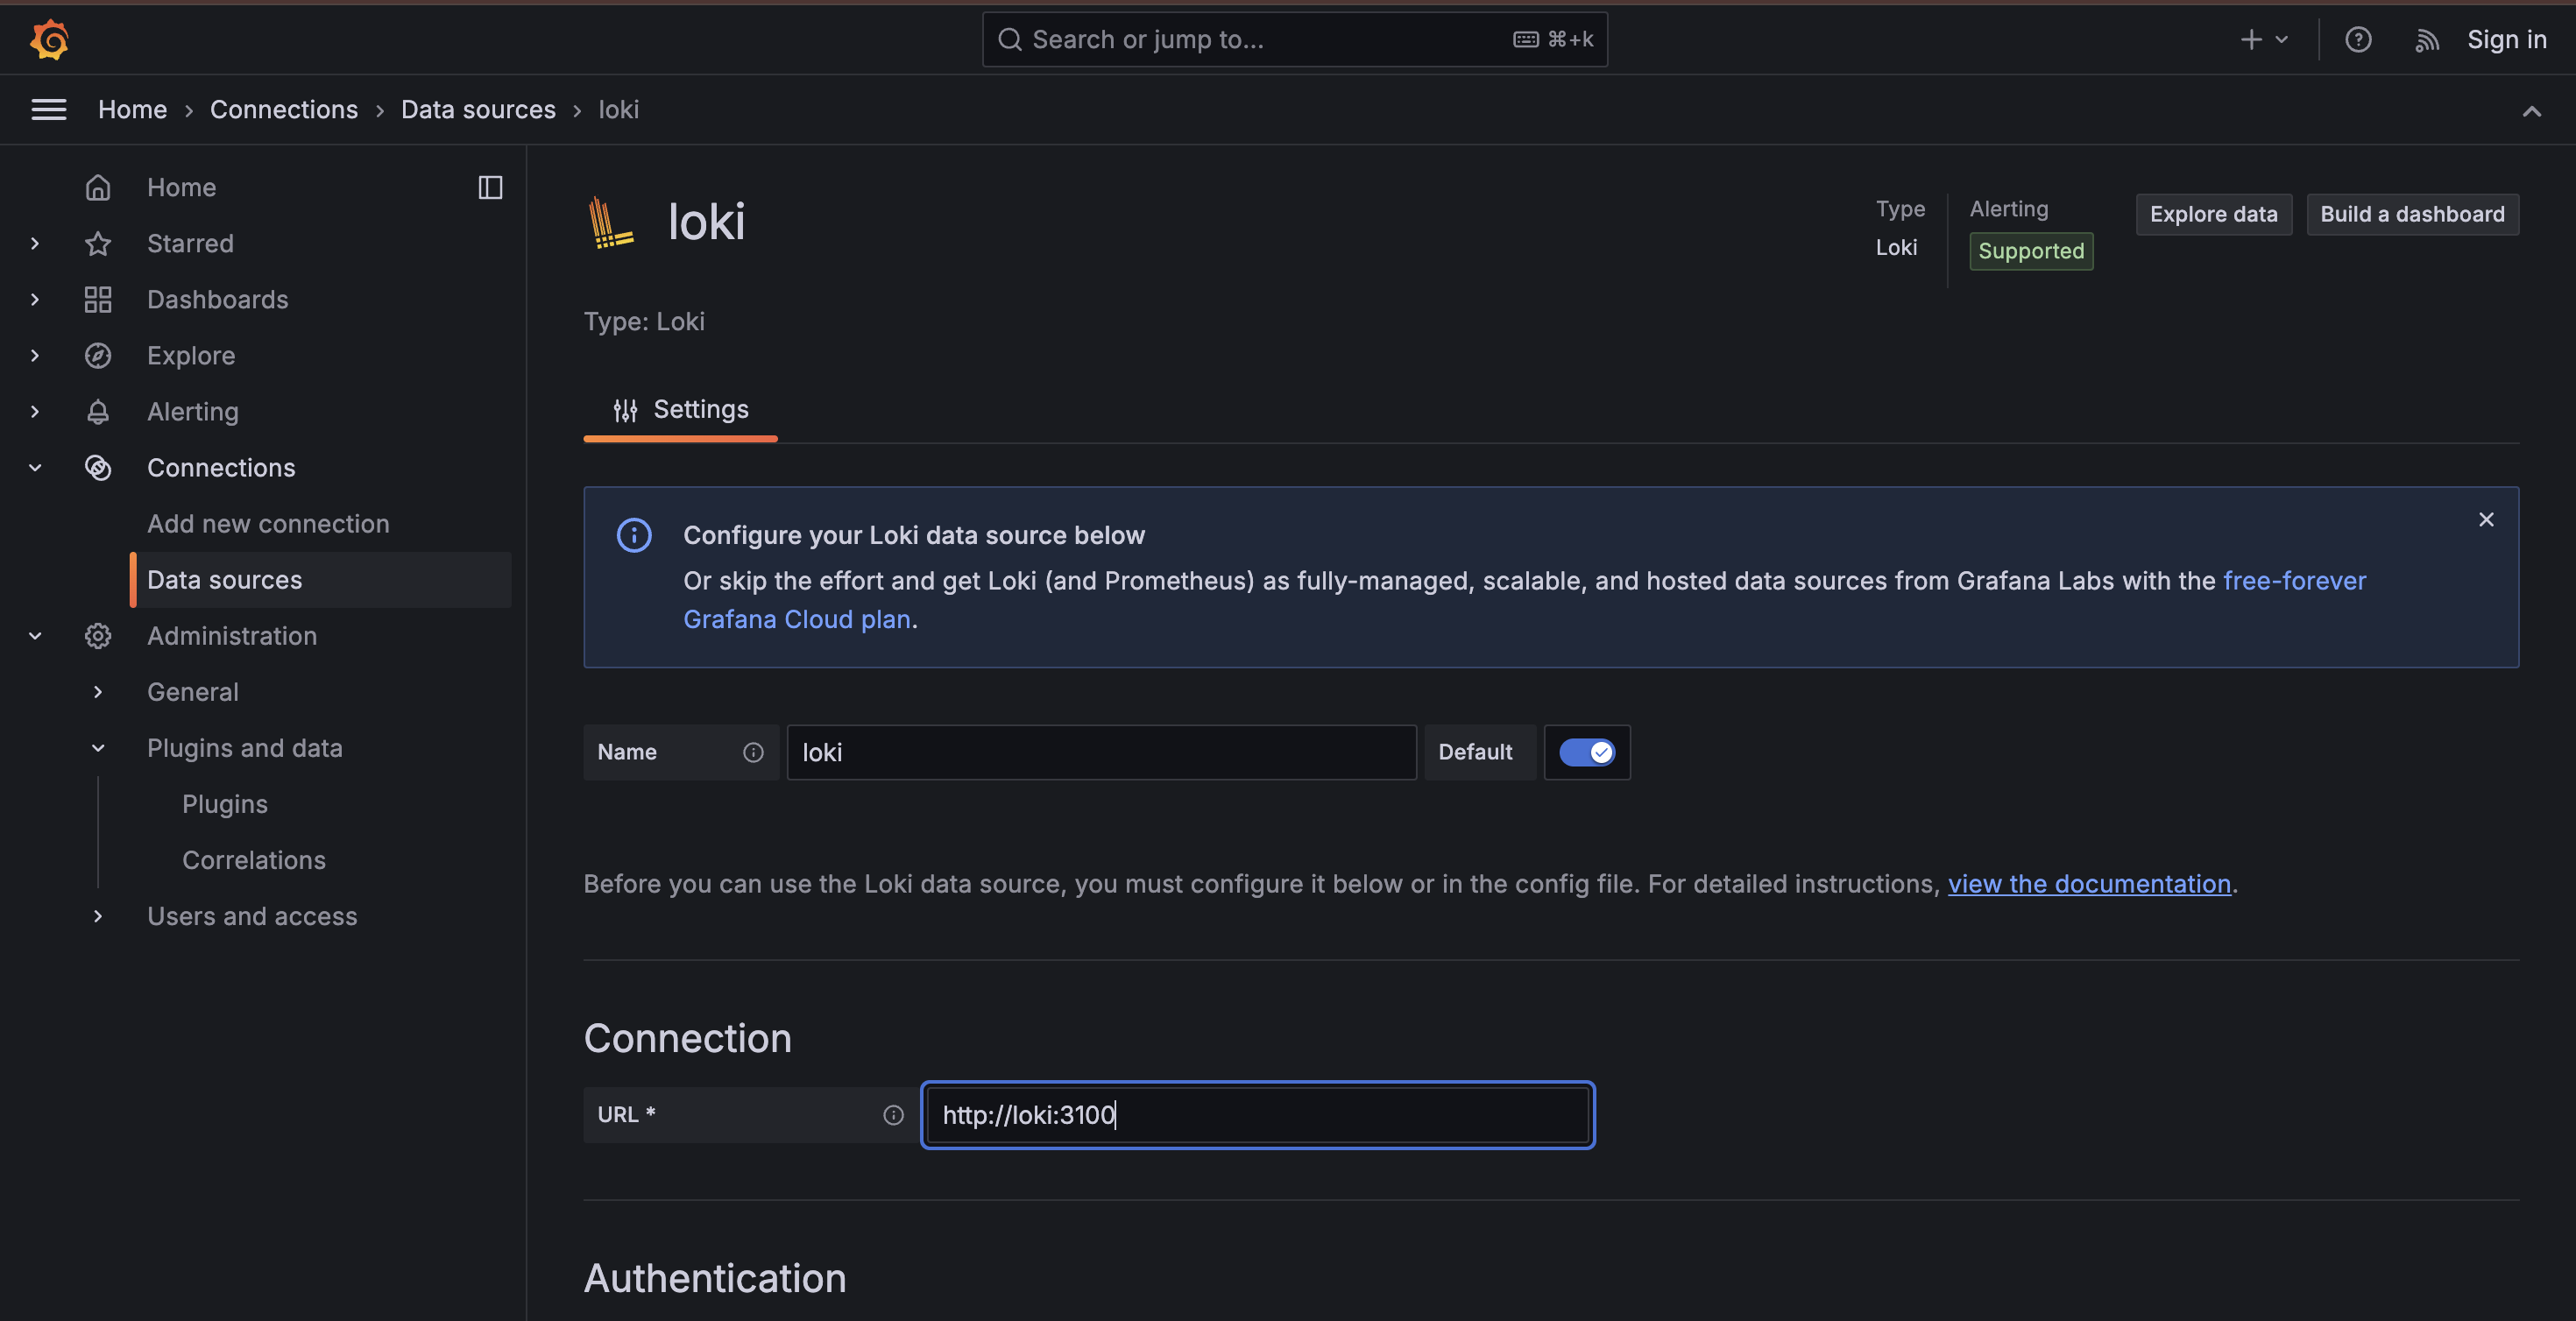 Search or jump to...
⌘+k
Sign in
Home › Connections › Data sources › loki
Home
Starred
Dashboards
Explore
Alerting
Connections
Add new connection
Data sources
Administration
General
Plugins and data
Plugins
Correlations
Users and access
loki
Type
Loki
Alerting
Supported
Explore data
Build a dashboard
Type: Loki
Settings
Configure your Loki data source below
Or skip the effort and get Loki (and Prometheus) as fully-managed, scalable, and hosted data sources from Grafana Labs with the free-forever
Grafana Cloud plan.
Name
loki
Default
Before you can use the Loki data source, you must configure it below or in the config file. For detailed instructions, view the documentation.
Connection
URL *
http://loki:3100
Authentication